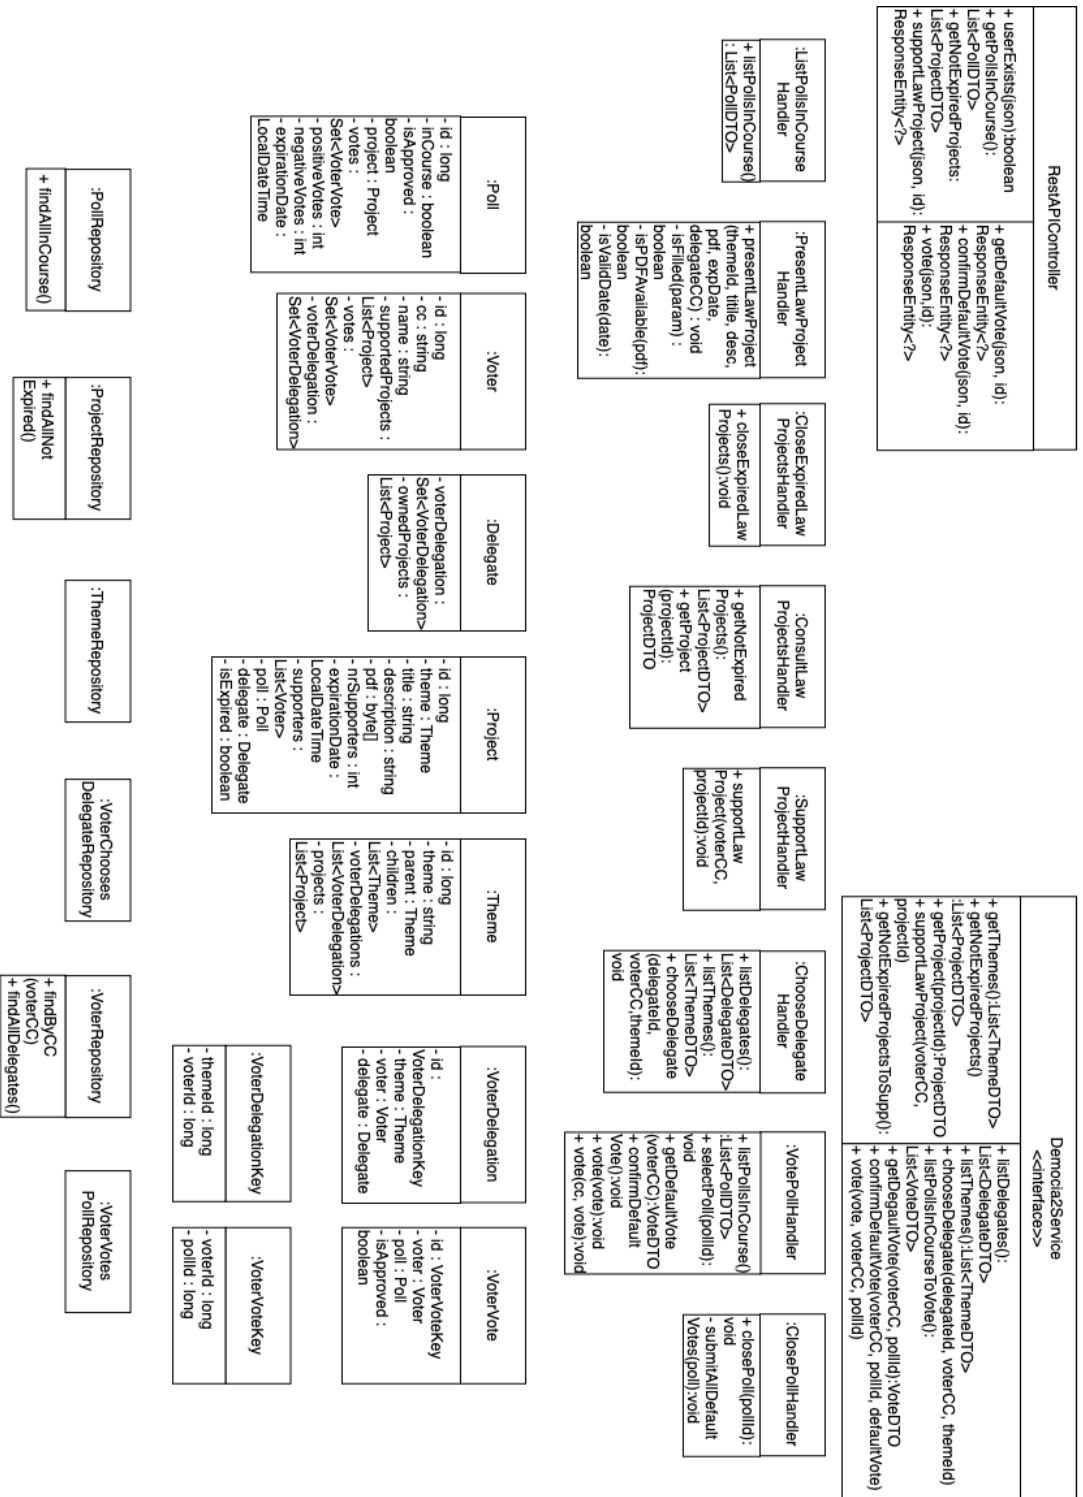 RestAPIController
+ userExists(json):boolean
+ getPollsInCourse():
List<PollDTO>
+ getNotExpiredProjects:
List<ProjectDTO>
+ supportLawProject(json, id):
ResponseEntity<?>
+ getDefaultVote(json, id):
ResponseEntity<?>
+ confirmDefaultVote(json, id):
ResponseEntity<?>
+ vote(json,id):
ResponseEntity<?>
Democia2Service
<<interface>>
+ getThemes():List<ThemeDTO>
+ getNotExpiredProjects()
:List<ProjectDTO>
+ getProject(projectId):ProjectDTO
+ supportLawProject(voterCC,
projectId)
+ getNotExpiredProjectsToSupp():
List<ProjectDTO>
+ listDelegates():
List<DelegateDTO>
+ listThemes():List<ThemeDTO>
+ chooseDelegate(delegateId, voterCC, themeId)
+ listPollsInCourseToVote():
List<VoteDTO>
+ getDegaultVote(voterCC, pollId):VoteDTO
+ confirmDefaultVote(voterCC, pollId, defaultVote)
+ vote(vote, voterCC, pollId)
:ListPollsInCourse
Handler
+ listPollsInCourse()
: List<PollDTO>
:PresentLawProject
Handler
+ presentLawProject
(themeId, titile, desc,
pdf, expDate,
delegateCC) : void
- isFilled(param) :
boolean
- isPDFAvailable(pdf):
boolean
- isValidDate(date):
boolean
:CloseExpiredLaw
ProjectsHandler
+ closeExpiredLaw
Projects():void
:ConsultLaw
ProjectsHandler
+ getNotExpired
Projects():
List<ProjectDTO>
+ getProject
(projectId):
ProjectDTO
:SupportLaw
ProjectHandler
+ supportLaw
Project(voterCC,
projectId):void
:ChooseDelegate
Handler
+ listDelegates():
List<DelegateDTO>
+ listThemes():
List<ThemeDTO>
+ chooseDelegate
(delegateId,
voterCC,themeId):
void
:VotePollHandler
+ listPollsInCourse()
:List<PollDTO>
+ selectPoll(pollId):
void
+ getDefaultVote
(voterCC):VoteDTO
+ confirmDefault
Vote():void
+ vote(vote):void
+ vote(cc, vote):void
:ClosePollHandler
+ closePoll(pollId):
void
- submitAllDefault
Votes(poll):void
:Poll
- id : long
- inCourse : boolean
- isApproved :
boolean
- project : Project
- votes :
Set<VoterVote>
- positiveVotes : int
- negativeVotes : int
- expirationDate :
LocalDateTime
:Voter
- id : long
- cc : string
- name : string
- supportedProjects :
List<Project>
- votes :
Set<VoterVote>
- voterDelegation :
Set<VoterDelegation>
:Delegate
- voterDelegation :
Set<VoterDelegation>
- ownedProjects :
List<Project>
:Project
- id : long
- theme : Theme
- title : string
- description : string
- pdf : byte[]
- nrSupporters : int
- expirationDate :
LocalDateTime
- supporters :
List<Voter>
- poll : Poll
- delegate : Delegate
- isExpired : boolean
:Theme
- id : long
- theme : string
- parent : Theme
- children :
List<Theme>
- voterDelegations :
List<VoterDelegation>
- projects :
List<Project>
:VoterDelegation
- id :
VoterDelegationKey
- theme : Theme
- voter : Voter
- delegate : Delegate
:VoterVote
- id : VoterVoteKey
- voter : Voter
- poll : Poll
- isApproved :
boolean
:VoterDelegationKey
- themeId : long
- voterId : long
:VoterVoteKey
- voterId : long
- pollId : long
:PollRepository
+ findAllInCourse()
:ProjectRepository
+ findAllNot
Expired()
:ThemeRepository
:VoterChooses
DelegateRepository
:VoterRepository
+ findByCC
(voterCC)
+ findAllDelegates()
:VoterVotes
PollRepository